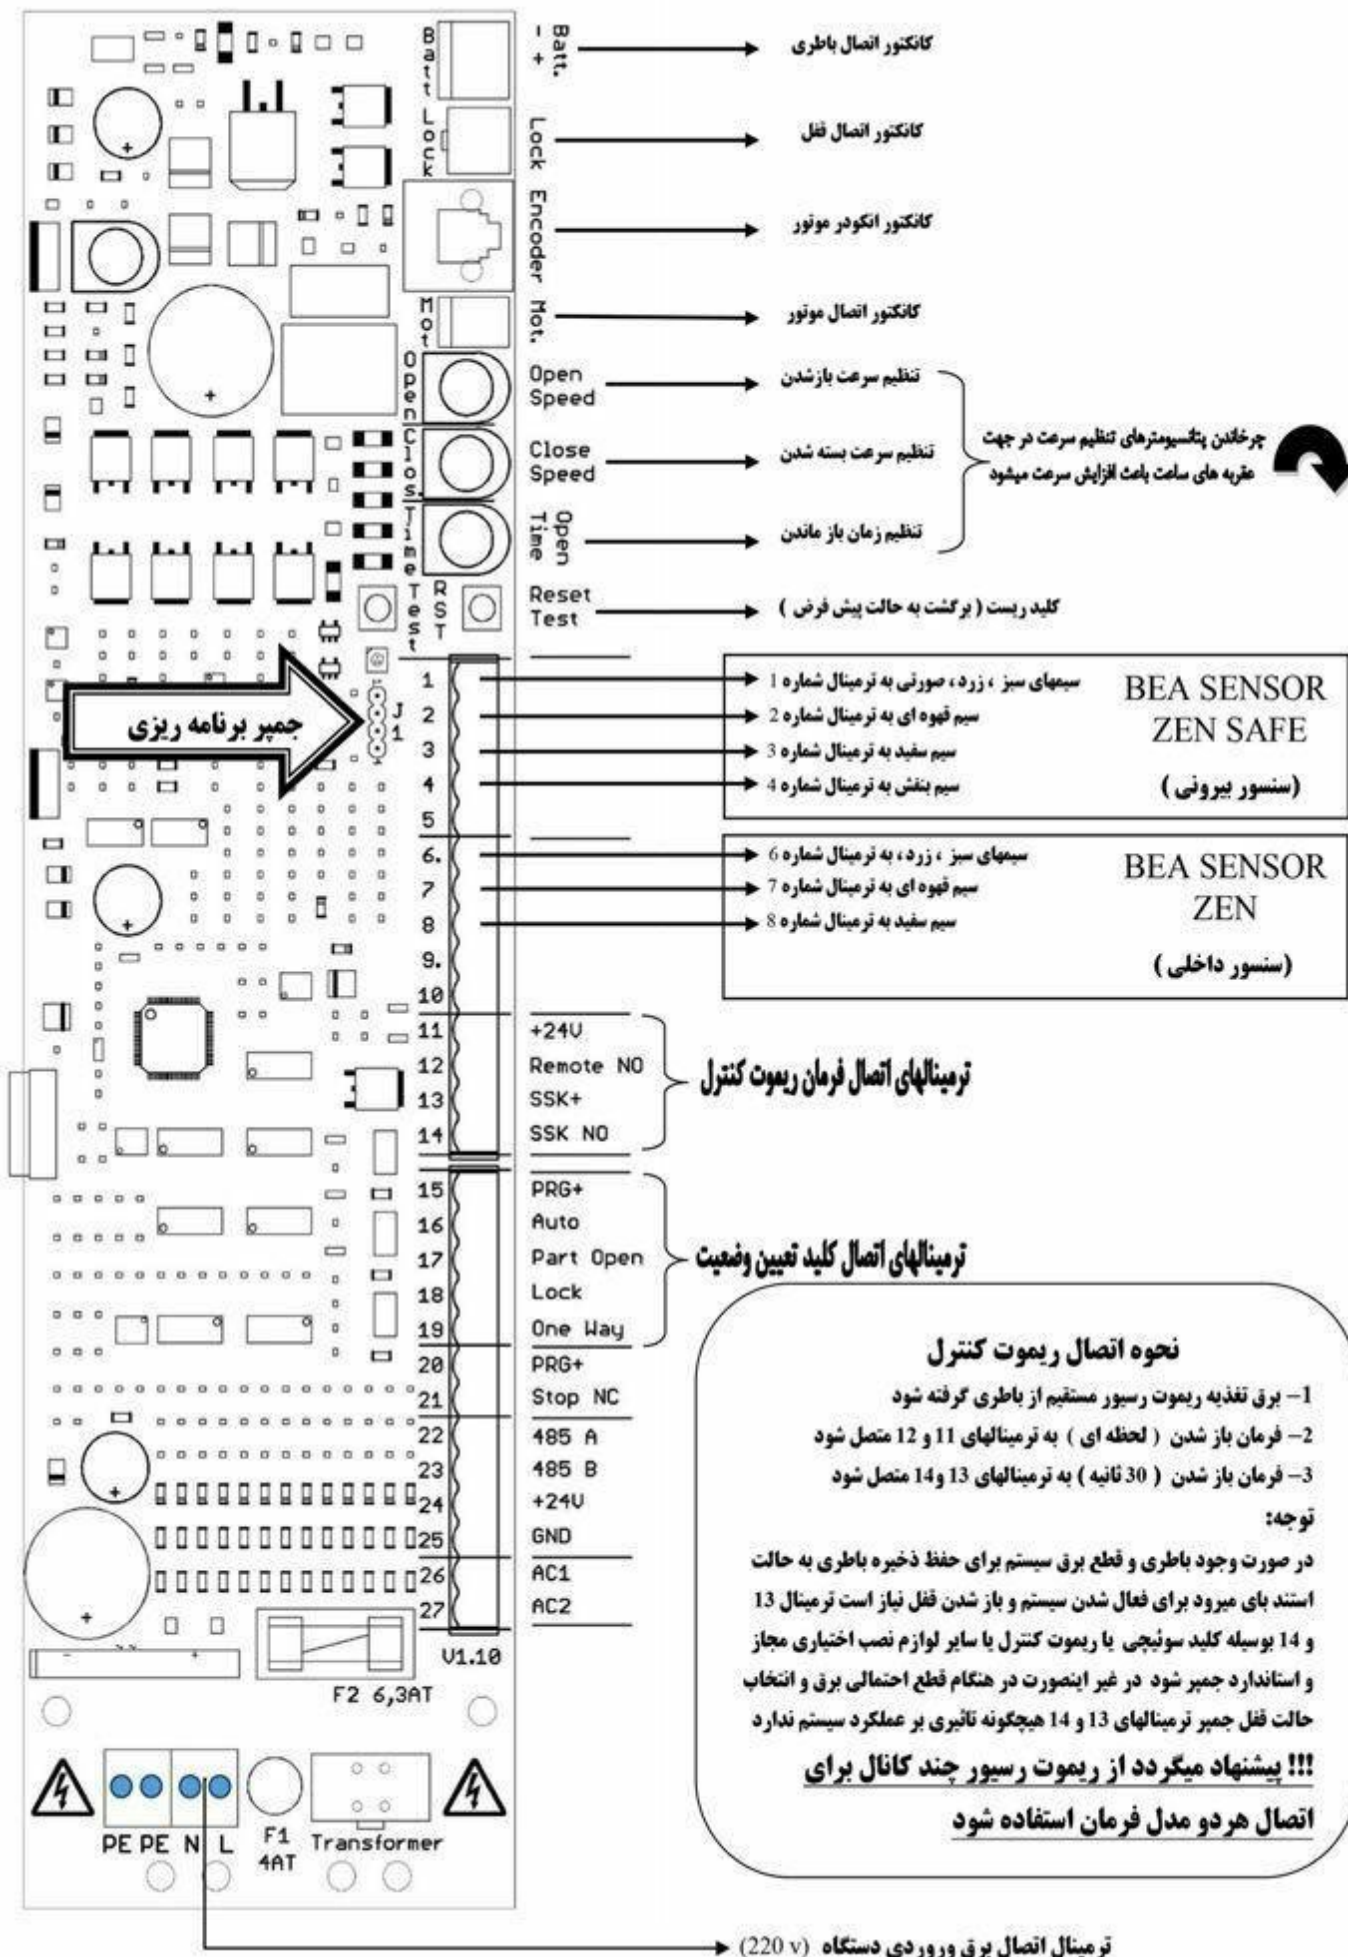 Batt
Batt.
- +
کانکتور اتصال باطری
Lock
Lock
کانکتور اتصال قفل
Encoder
کانکتور انکودر موتور
Mot
Mot.
کانکتور اتصال موتور
Open
Open Speed
تنظیم سرعت بازشدن
Clos.
Close Speed
تنظیم سرعت بسته شدن
چرخاندن پتانسیومترهای تنظیم سرعت در جهت
عقربه های ساعت باعث افزایش سرعت میشود
Time
Open Time
تنظیم زمان باز ماندن
Test
RST
Reset Test
کلید ریست ( برگشت به حالت پیش فرض )
جمپر برنامه ریزی
J1
1
سیمهای سبز ، زرد ، صورتی به ترمینال شماره 1
2
سیم قهوه ای به ترمینال شماره 2
3
سیم سفید به ترمینال شماره 3
4
سیم بنفش به ترمینال شماره 4
5
BEA SENSOR
ZEN SAFE
(سنسور بیرونی )
6.
سیمهای سبز ، زرد ، به ترمینال شماره 6
7
سیم قهوه ای به ترمینال شماره 7
8
سیم سفید به ترمینال شماره 8
9.
10
BEA SENSOR
ZEN
(سنسور داخلی )
11 +24V
12 Remote NO
13 SSK+
14 SSK NO
ترمینالهای اتصال فرمان ریموت کنترل
15 PRG+
16 Auto
17 Part Open
18 Lock
19 One Way
ترمینالهای اتصال کلید تعیین وضعیت
20 PRG+
21 Stop NC
22 485 A
23 485 B
24 +24V
25 GND
26 AC1
27 AC2
V1.10
F2 6,3AT
نحوه اتصال ریموت کنترل
1– برق تغذیه ریموت رسیور مستقیم از باطری گرفته شود
2– فرمان باز شدن ( لحظه ای ) به ترمینالهای 11 و 12 متصل شود
3– فرمان باز شدن ( 30 ثانیه ) به ترمینالهای 13 و14 متصل شود
توجه:
در صورت وجود باطری و قطع برق سیستم برای حفظ ذخیره باطری به حالت
استند بای میرود برای فعال شدن سیستم و باز شدن قفل نیاز است ترمینال 13
و 14 بوسیله کلید سوئیچی یا ریموت کنترل یا سایر لوازم نصب اختیاری مجاز
و استاندارد جمپر شود در غیر اینصورت در هنگام قطع احتمالی برق و انتخاب
حالت قفل جمپر ترمینالهای 13 و 14 هیچگونه تاثیری بر عملکرد سیستم ندارد
!!! پیشنهاد میگردد از ریموت رسیور چند کانال برای
اتصال هردو مدل فرمان استفاده شود
PE PE N L
F1
4AT
Transformer
ترمینال اتصال برق وروردی دستگاه (220 v)